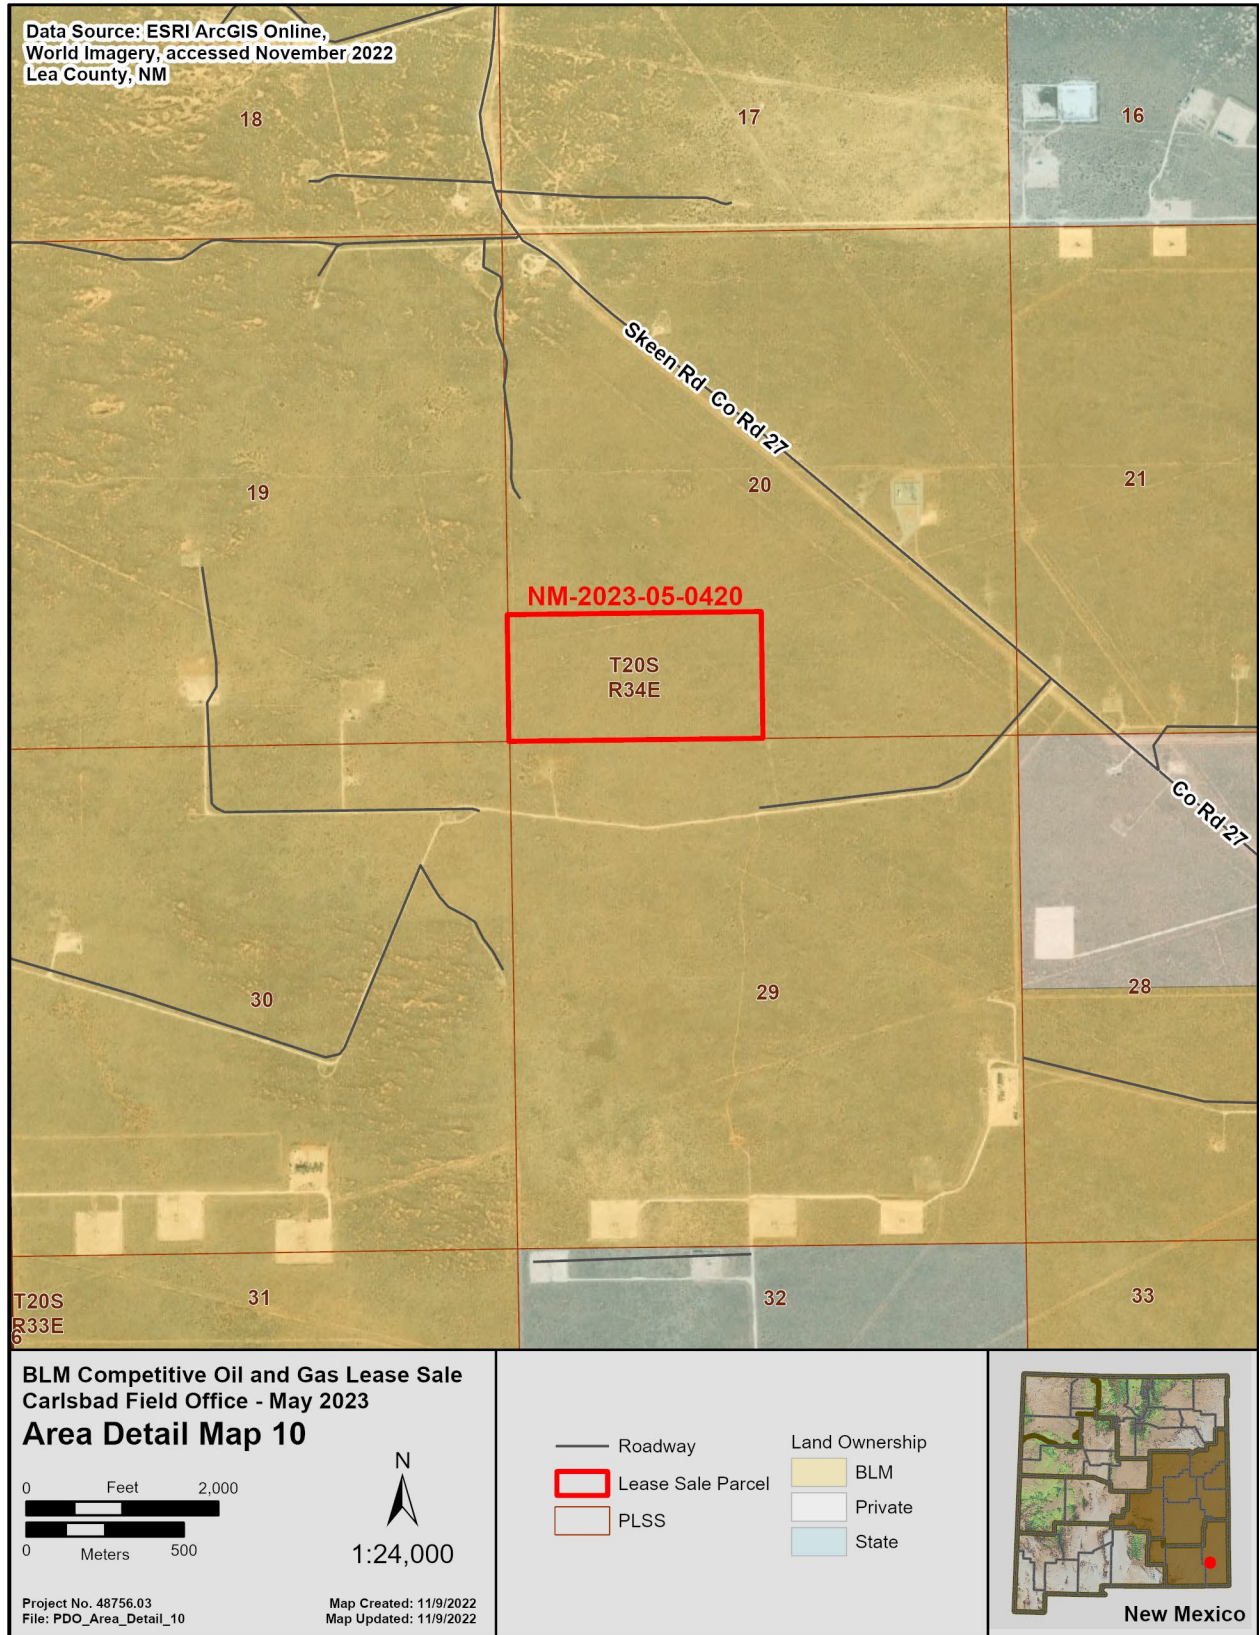 Data Source: ESRI ArcGIS Online,
World Imagery, accessed November 2022
Lea County, NM
18
17
16
Skeen Rd Co Rd 27
19
20
21
NM-2023-05-0420
T20S
R34E
Co Rd 27
30
29
28
T20S
R33E
6
31
32
33
BLM Competitive Oil and Gas Lease Sale
Carlsbad Field Office - May 2023
Area Detail Map 10
0 Feet 2,000
0 Meters 500
N
1:24,000
Project No. 48756.03
File: PDO_Area_Detail_10
Map Created: 11/9/2022
Map Updated: 11/9/2022
Roadway
Lease Sale Parcel
PLSS
Land Ownership
BLM
Private
State
New Mexico